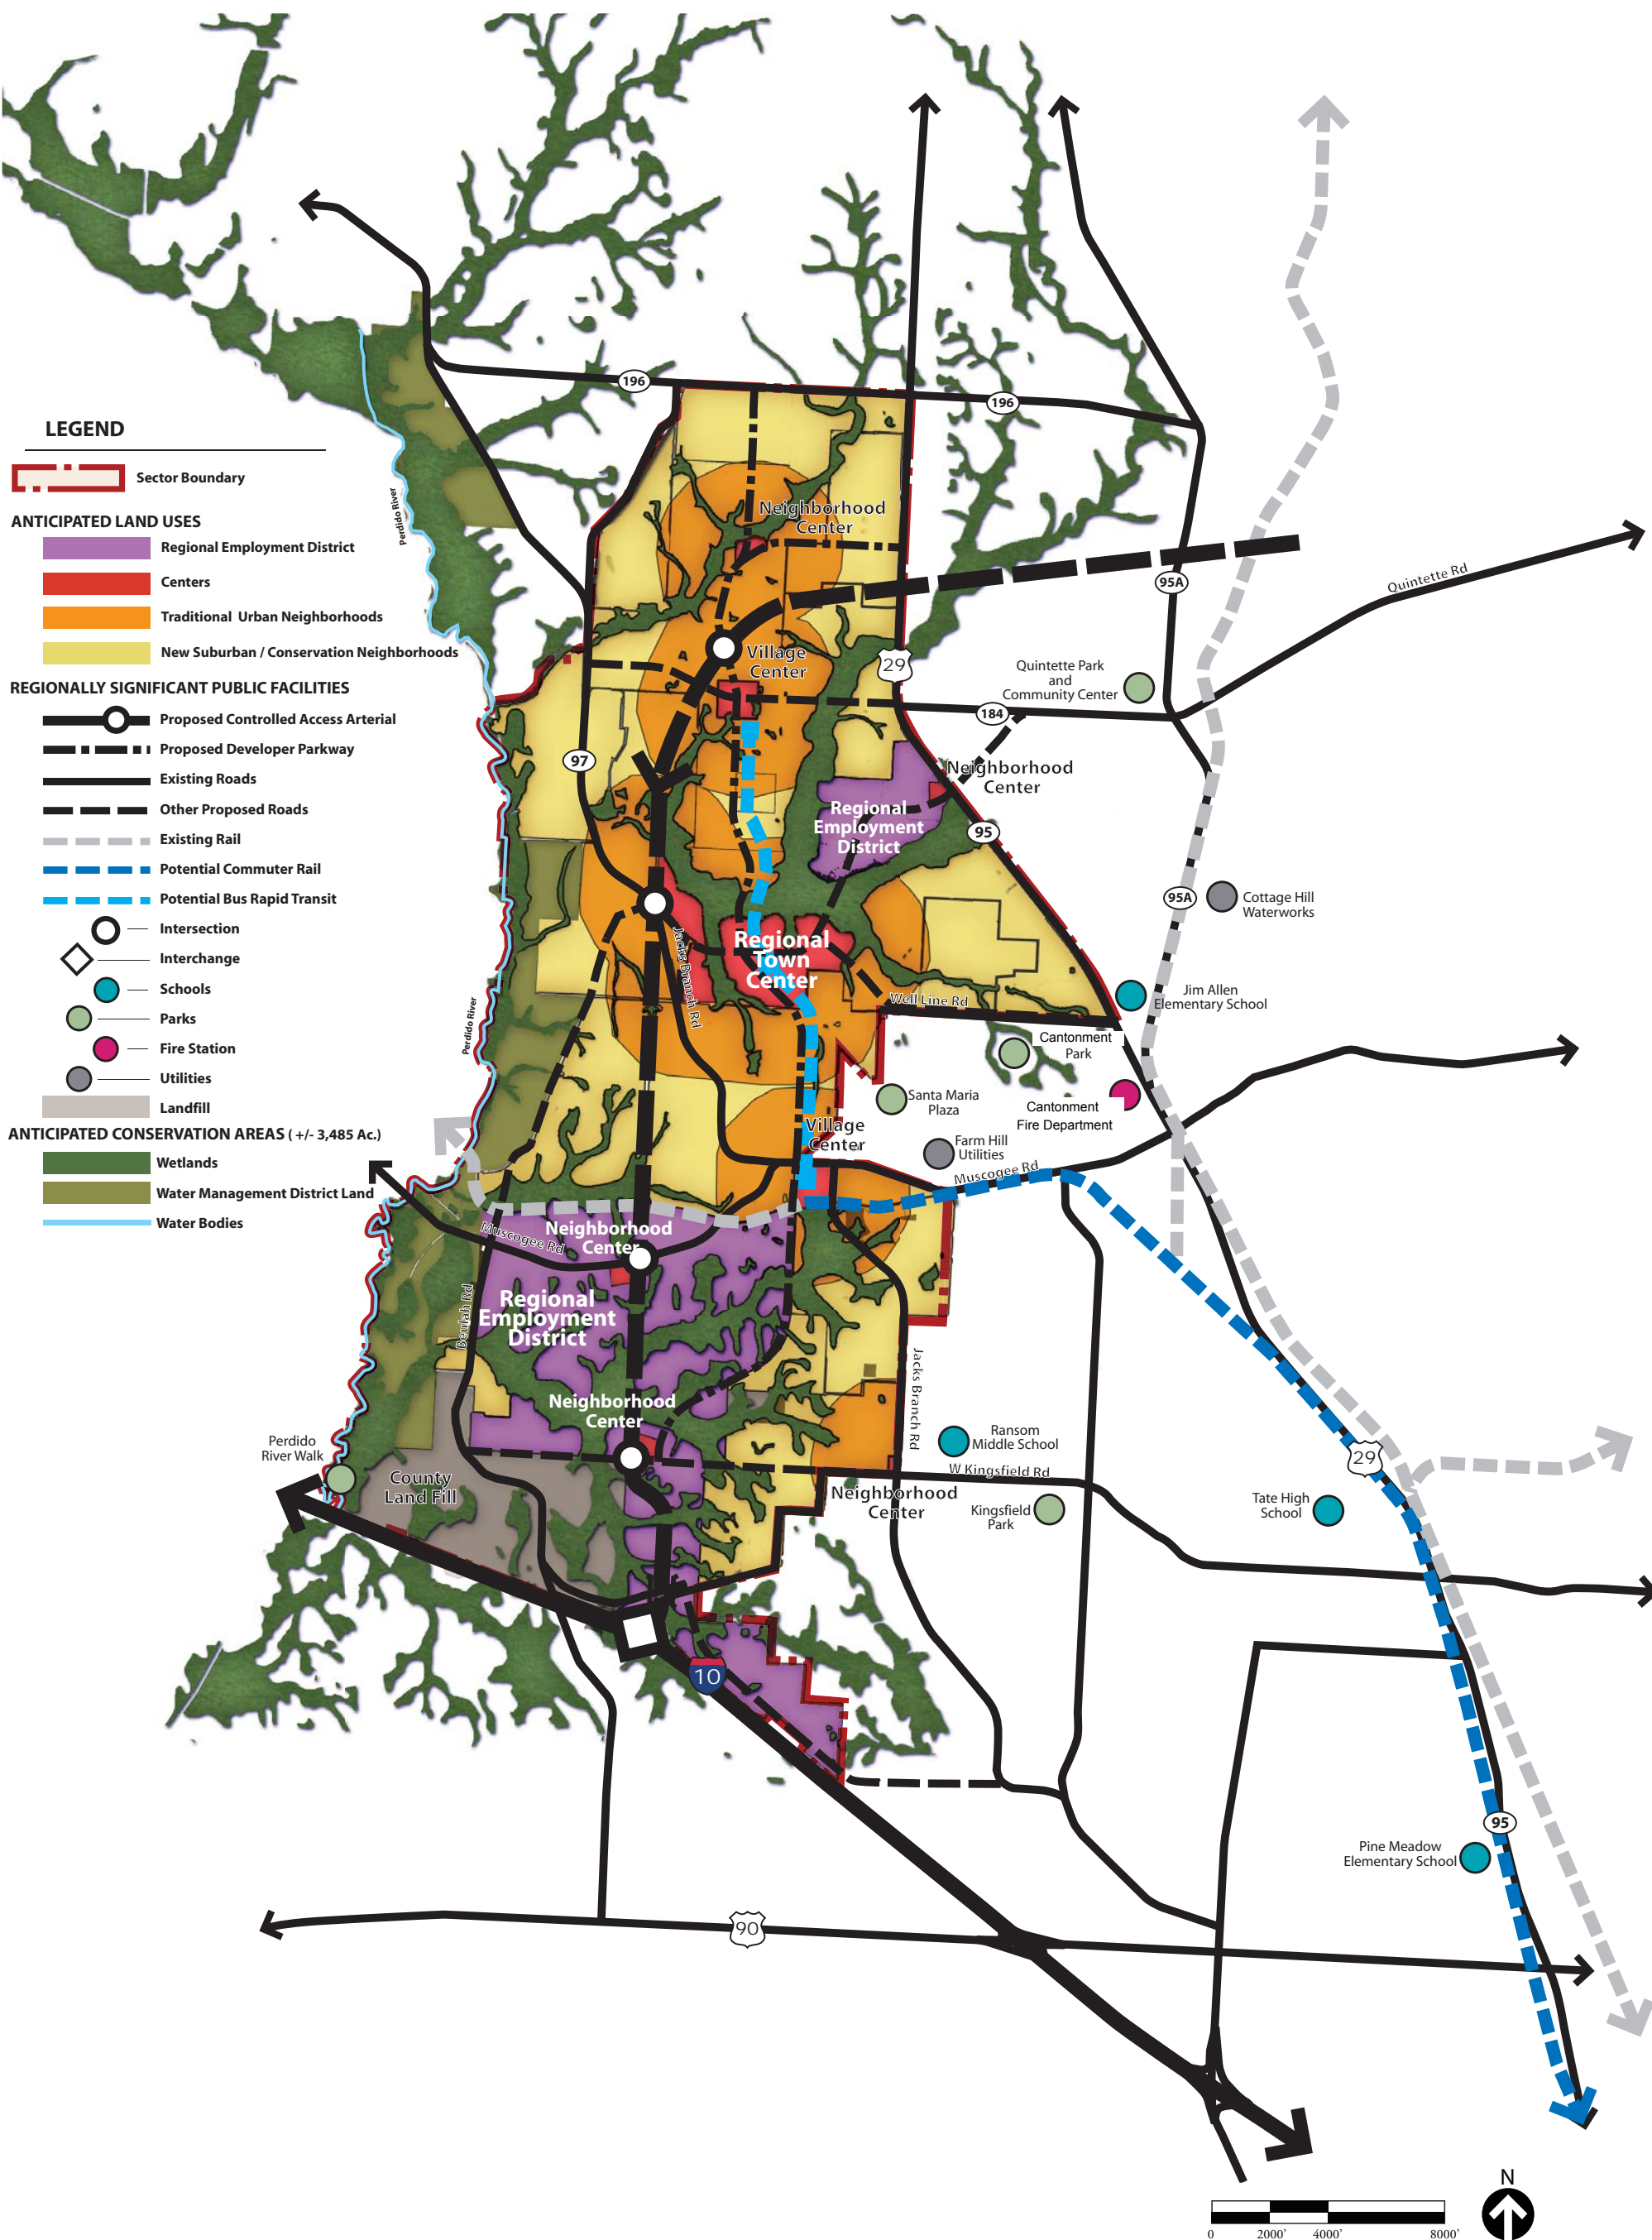 LEGEND
Sector Boundary
ANTICIPATED LAND USES
Regional Employment District
Centers
Traditional Urban Neighborhoods
New Suburban / Conservation Neighborhoods
REGIONALLY SIGNIFICANT PUBLIC FACILITIES
Proposed Controlled Access Arterial
Proposed Developer Parkway
Existing Roads
Other Proposed Roads
Existing Rail
Potential Commuter Rail
Potential Bus Rapid Transit
Intersection
Interchange
Schools
Parks
Fire Station
Utilities
Landfill
ANTICIPATED CONSERVATION AREAS ( +/- 3,485 Ac.)
Wetlands
Water Management District Land
Water Bodies
196
196
Perdido River
Neighborhood
Center
95A
Quintette Rd
Village
Center
29
Quintette Park
and
Community Center
184
97
Neighborhood
Center
Regional
Employment
District
95
95A
Cottage Hill
Waterworks
Regional
Town
Center
Jacks Branch Rd
Well Line Rd
Jim Allen
Elementary School
Perdido River
Cantonment
Park
Santa Maria
Plaza
Cantonment
Fire Department
Village
Center
Farm Hill
Utilities
Muscogee Rd
Muscogee Rd
Neighborhood
Center
Regional
Employment
District
Beulah Rd
Jacks Branch Rd
Neighborhood
Center
Perdido
River Walk
County
Land Fill
Ransom
Middle School
W Kingsfield Rd
29
Neighborhood
Center
Kingsfield
Park
Tate High
School
10
95
Pine Meadow
Elementary School
90
N
0 2000' 4000' 8000'